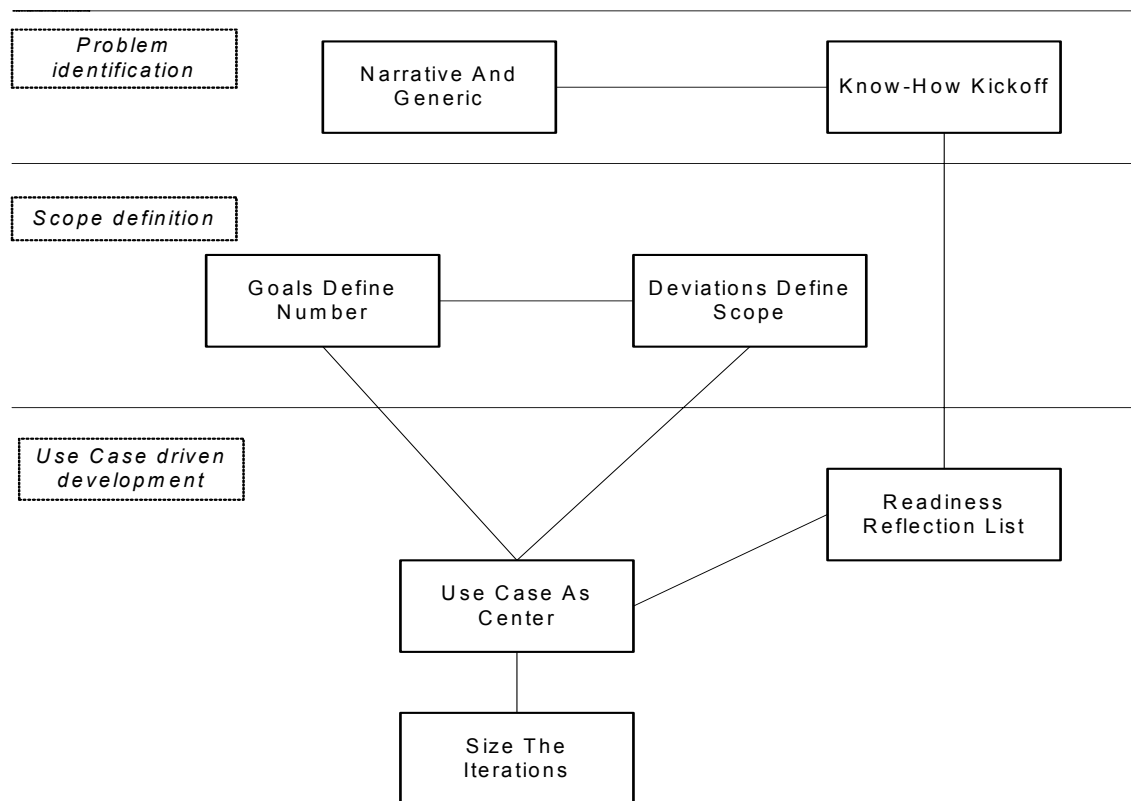 Problem
identification
Narrative And
Generic
Know-How Kickoff
Scope definition
Goals Define
Number
Deviations Define
Scope
Use Case driven
development
Readiness
Reflection List
Use Case As
Center
Size The
Iterations